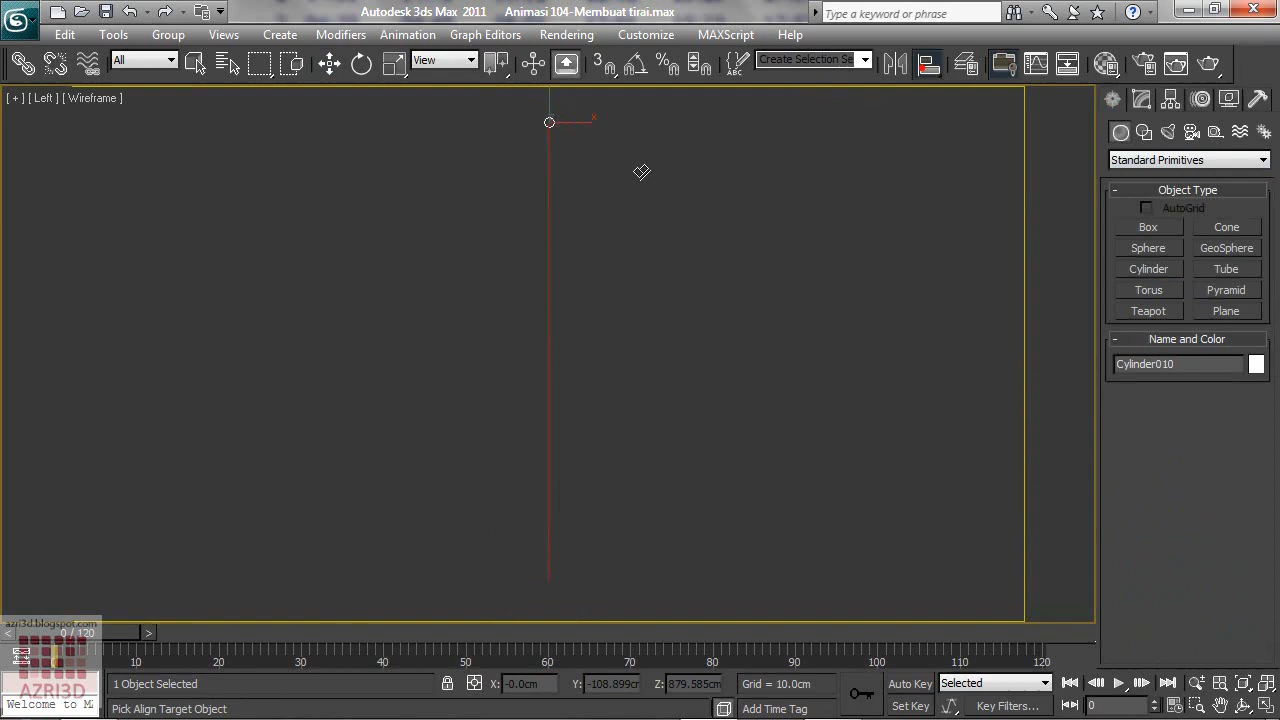 Autodesk 3ds Max 2011 Animasi 104-Membuat tirai.max
Type a keyword or phrase
Edit Tools Group Views Create Modifiers Animation Graph Editors Rendering Customize MAXScript Help
All
View
3
ABC
Create Selection Se
[ + ] [ Left ] [ Wireframe ]
x
Standard Primitives
- Object Type
AutoGrid
Box Cone
Sphere GeoSphere
Cylinder Tube
Torus Pyramid
Teapot Plane
- Name and Color
Cylinder010
azri3d.blogspot.com
< 0 / 120 >
10 20 30 40 50 60 70 80 90 100 110 120
AZRI3D
Welcome to M
1 Object Selected
X: -0.0cm Y: -108.899cr Z: 879.585cm Grid = 10.0cm
Auto Key Selected
Pick Align Target Object
Add Time Tag
Set Key Key Filters... 0